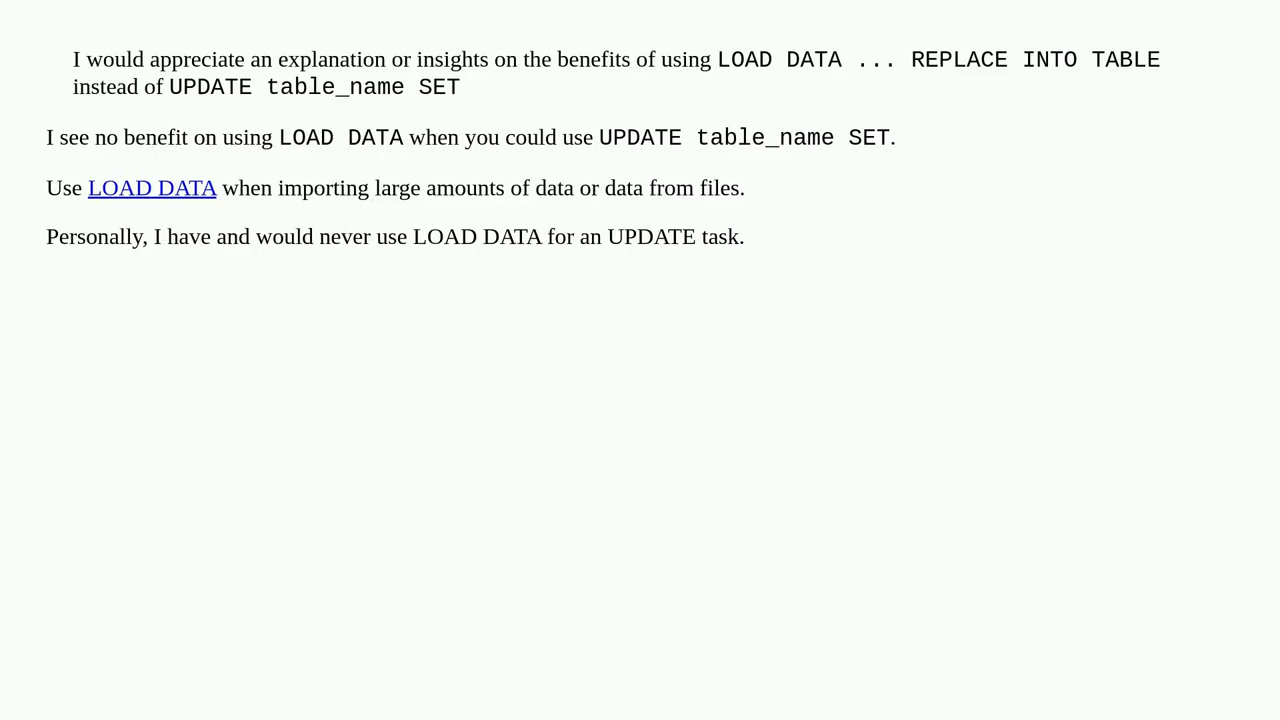 I would appreciate an explanation or insights on the benefits of using LOAD DATA ... REPLACE INTO TABLE
instead of UPDATE table_name SET
I see no benefit on using LOAD DATA when you could use UPDATE table_name SET.
Use LOAD DATA when importing large amounts of data or data from files.
Personally, I have and would never use LOAD DATA for an UPDATE task.